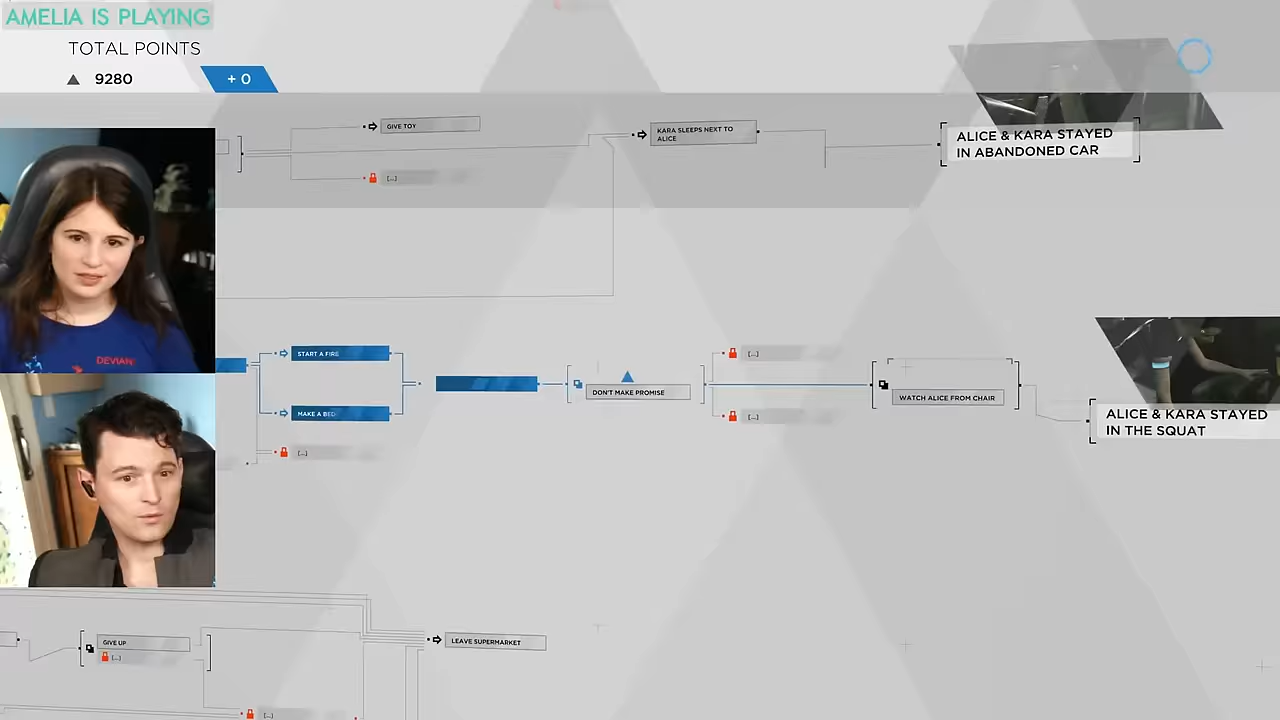 AMELIA IS PLAYING
TOTAL POINTS
9280
+ 0
GIVE TOY
[...]
KARA SLEEPS NEXT TO
ALICE
ALICE & KARA STAYED
IN ABANDONED CAR
DEVIAN
START A FIRE
MAKE A BED
[...]
DON'T MAKE PROMISE
[...]
[...]
WATCH ALICE FROM CHAIR
ALICE & KARA STAYED
IN THE SQUAT
GIVE UP
[...]
LEAVE SUPERMARKET
[...]